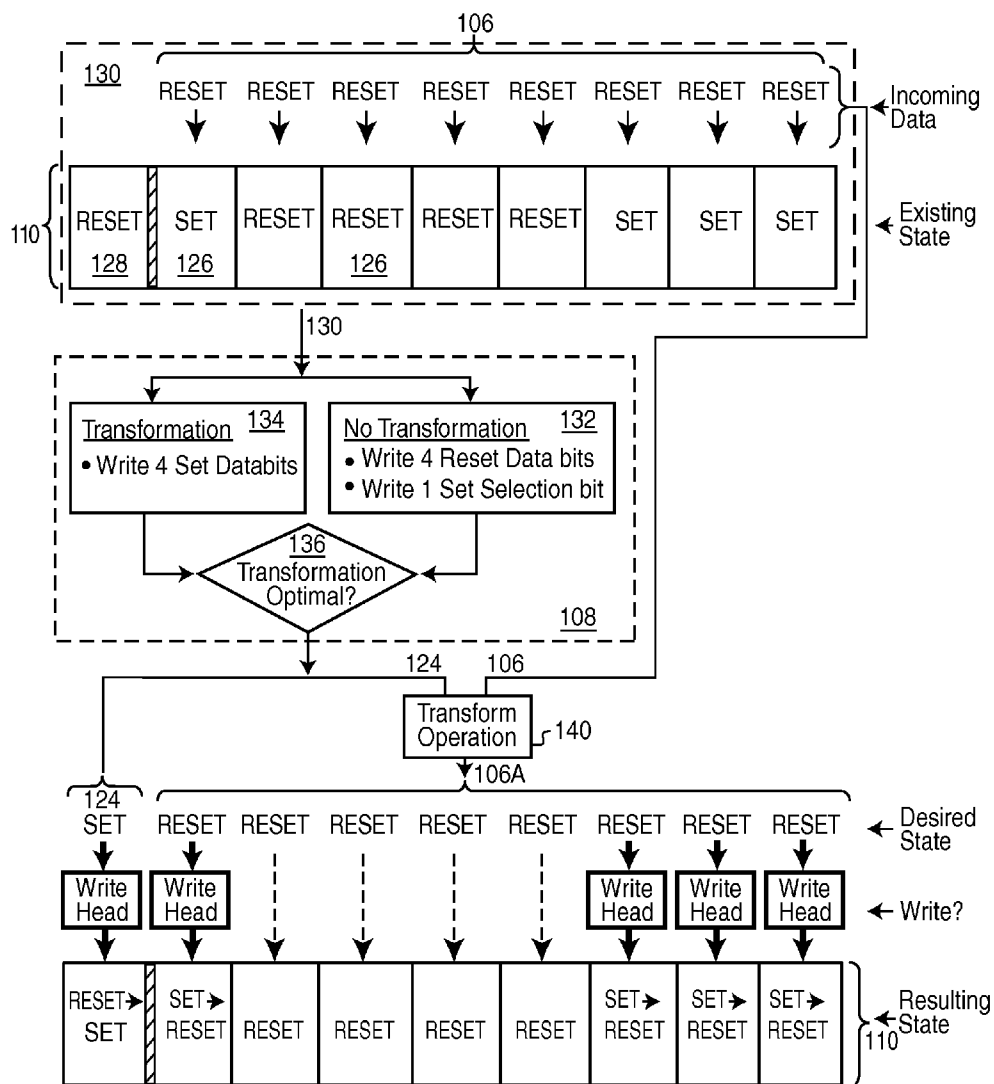 106
130
RESET RESET RESET RESET RESET RESET RESET RESET
Incoming
Data
110
RESET SET RESET RESET RESET RESET SET SET SET
128 126 126
Existing
State
130
Transformation 134
• Write 4 Set Databits
No Transformation 132
• Write 4 Reset Data bits
• Write 1 Set Selection bit
136
Transformation
Optimal?
108
124 106
Transform
Operation
140
106A
124
SET RESET RESET RESET RESET RESET RESET RESET RESET
Desired
State
Write Write Write Write Write
Head Head Head Head Head
Write?
RESET SET SET SET SET
SET RESET RESET RESET RESET RESET RESET RESET RESET
Resulting
State
110